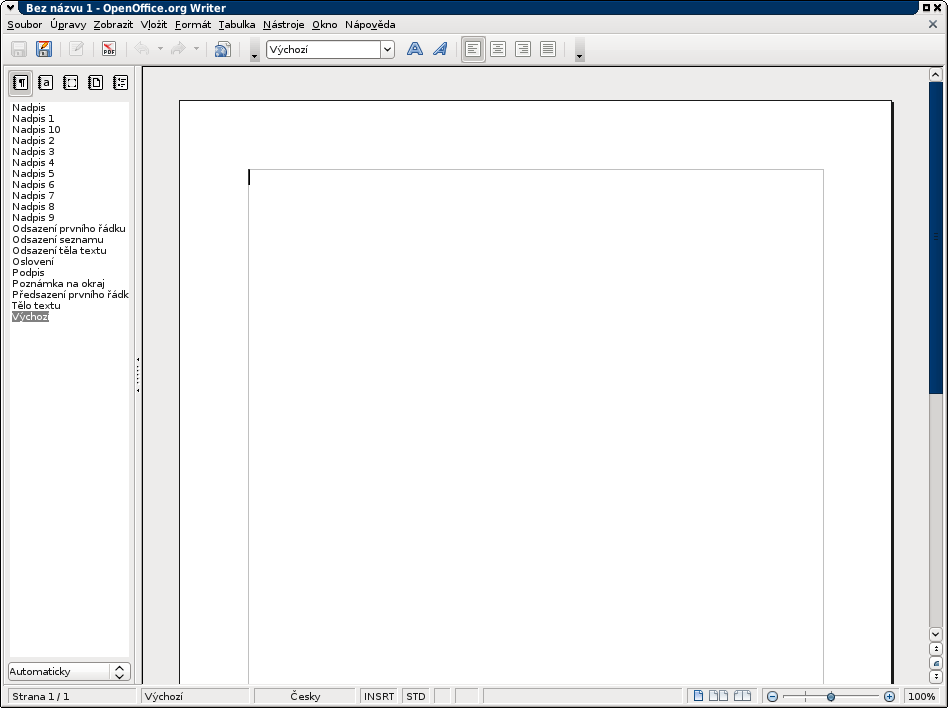 Bez názvu 1 - OpenOffice.org Writer
Soubor Úpravy Zobrazit Vložit Formát Tabulka Nástroje Okno Nápověda
PDF Výchozí A A
¶ a
Nadpis
Nadpis 1
Nadpis 10
Nadpis 2
Nadpis 3
Nadpis 4
Nadpis 5
Nadpis 6
Nadpis 7
Nadpis 8
Nadpis 9
Odsazení prvního řádku
Odsazení seznamu
Odsazení těla textu
Oslovení
Podpis
Poznámka na okraj
Předsazení prvního řádk
Tělo textu
Výchozí
Automaticky
Strana 1 / 1 Výchozí Česky INSRT STD 100%